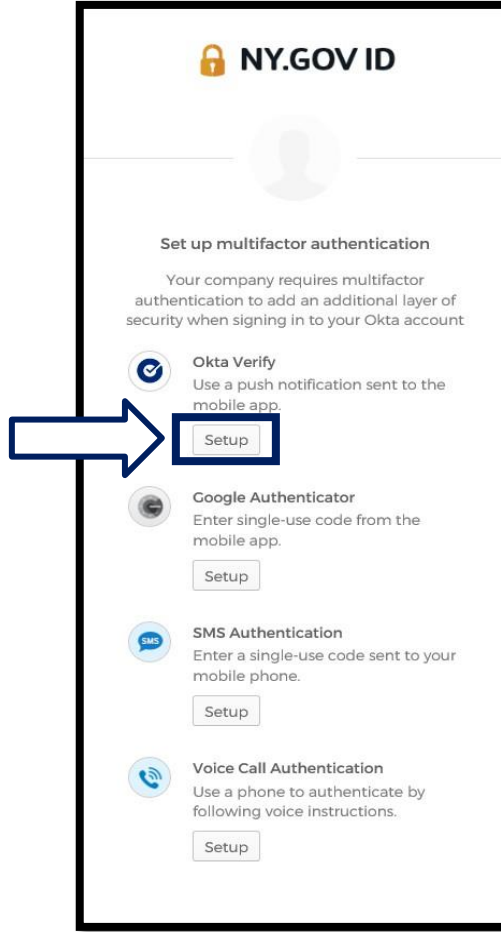 NY.GOV ID
Set up multifactor authentication
Your company requires multifactor
authentication to add an additional layer of
security when signing in to your Okta account
Okta Verify
Use a push notification sent to the
mobile app.
Setup
Google Authenticator
Enter single-use code from the
mobile app.
Setup
SMS
SMS Authentication
Enter a single-use code sent to your
mobile phone.
Setup
Voice Call Authentication
Use a phone to authenticate by
following voice instructions.
Setup